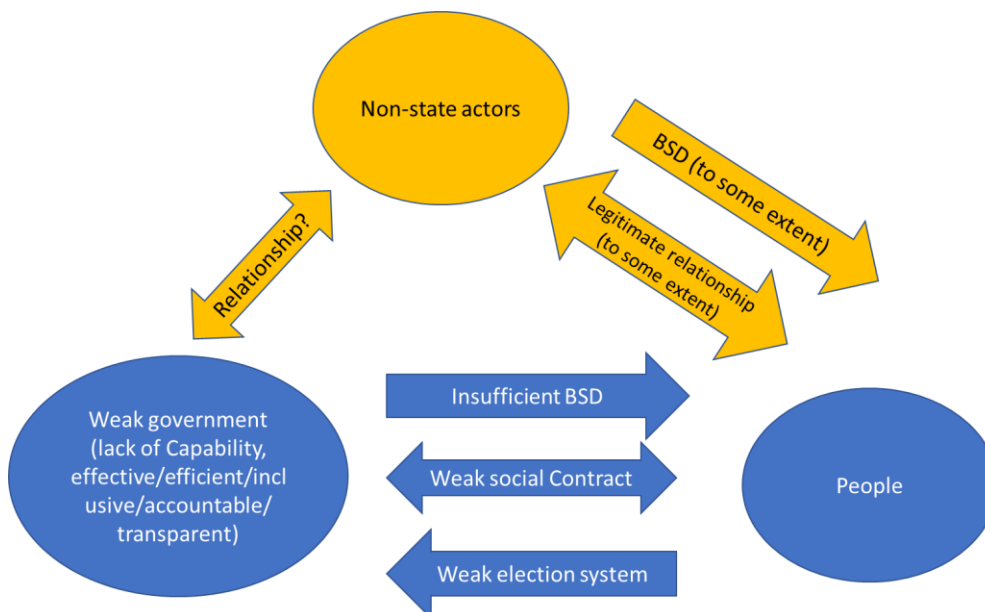 Non-state actors
BSD (to some extent)
Legitimate relationship
(to some extent)
Relationship?
Weak government
(lack of Capability,
effective/efficient/incl
usive/accountable/
transparent)
Insufficient BSD
Weak social Contract
Weak election system
People